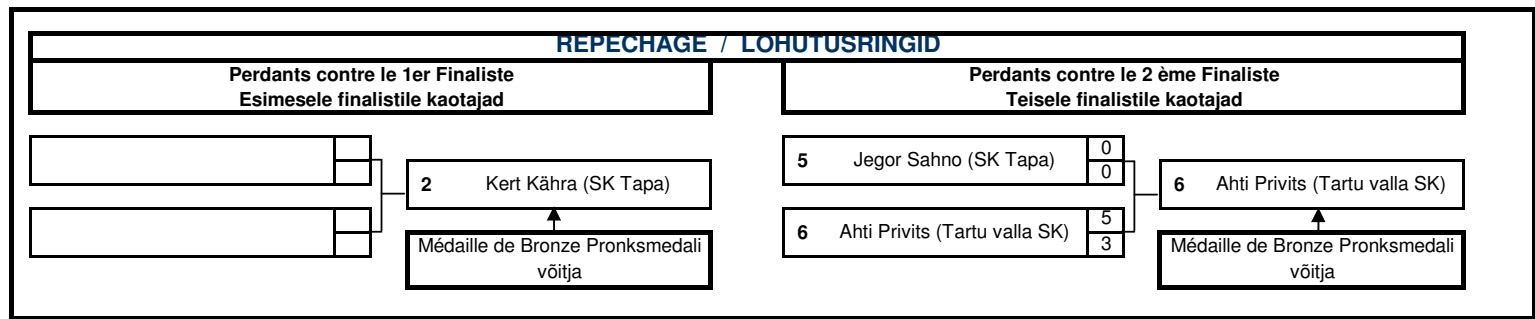 REPECHAGE / LOHUTUSRINGID
Perdants contre le 1er Finaliste
Esimesele finalistile kaotajad
Perdants contre le 2 ème Finaliste
Teisele finalistile kaotajad
2 Kert Kähra (SK Tapa)
Médaille de Bronze Pronksmedali
võitja
5 Jegor Sahno (SK Tapa) 0
0
6 Ahti Privits (Tartu valla SK) 5
3
6 Ahti Privits (Tartu valla SK)
Médaille de Bronze Pronksmedali
võitja